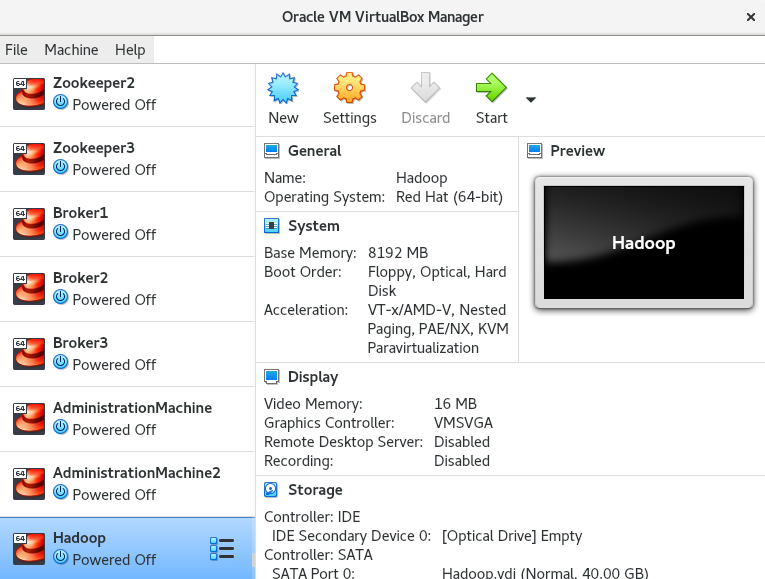 Oracle VM VirtualBox Manager
File Machine Help
64 Zookeeper2
Powered Off
64 Zookeeper3
Powered Off
64 Broker1
Powered Off
64 Broker2
Powered Off
64 Broker3
Powered Off
64 AdministrationMachine
Powered Off
64 AdministrationMachine2
Powered Off
64 Hadoop
Powered Off
New Settings Discard Start
General
Name: Hadoop
Operating System: Red Hat (64-bit)
System
Base Memory: 8192 MB
Boot Order: Floppy, Optical, Hard
Disk
Acceleration: VT-x/AMD-V, Nested
Paging, PAE/NX, KVM
Paravirtualization
Preview
Hadoop
Display
Video Memory: 16 MB
Graphics Controller: VMSVGA
Remote Desktop Server: Disabled
Recording: Disabled
Storage
Controller: IDE
IDE Secondary Device 0: [Optical Drive] Empty
Controller: SATA
SATA Port 0: Hadoop.vdi (Normal, 40.00 GB)